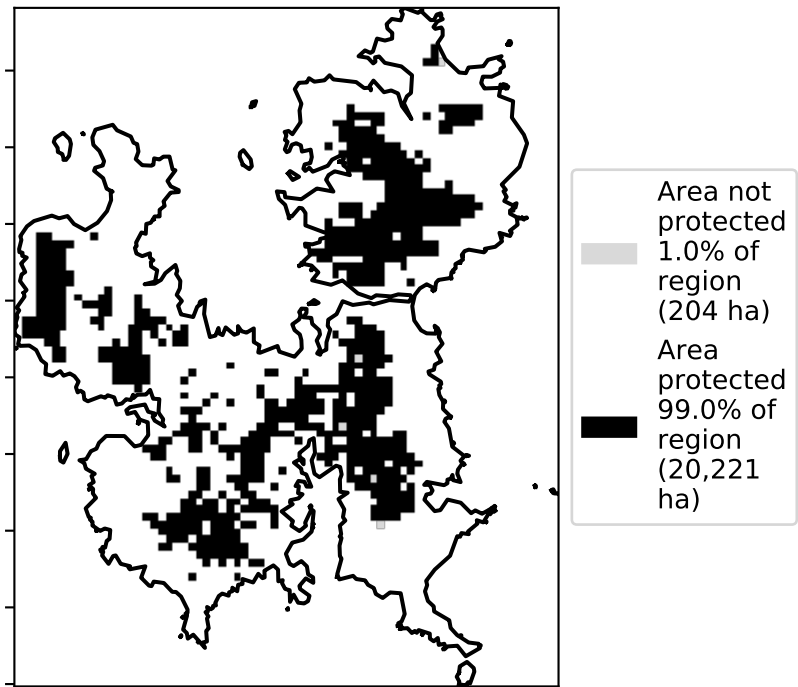 Area not
protected
1.0% of
region
(204 ha)
Area
protected
99.0% of
region
(20,221
ha)